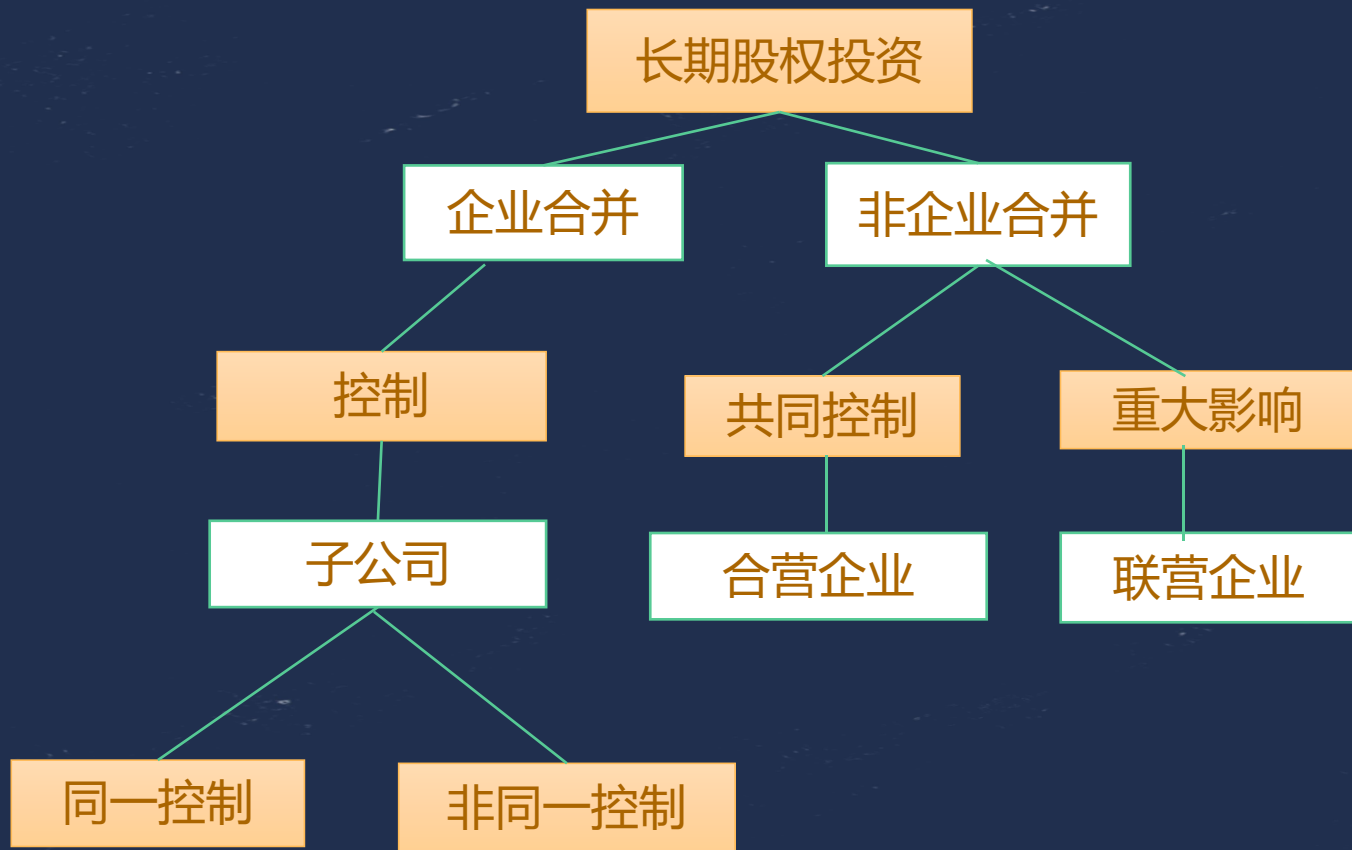 长期股权投资
企业合并
非企业合并
控制
共同控制
重大影响
子公司
合营企业
联营企业
同一控制
非同一控制